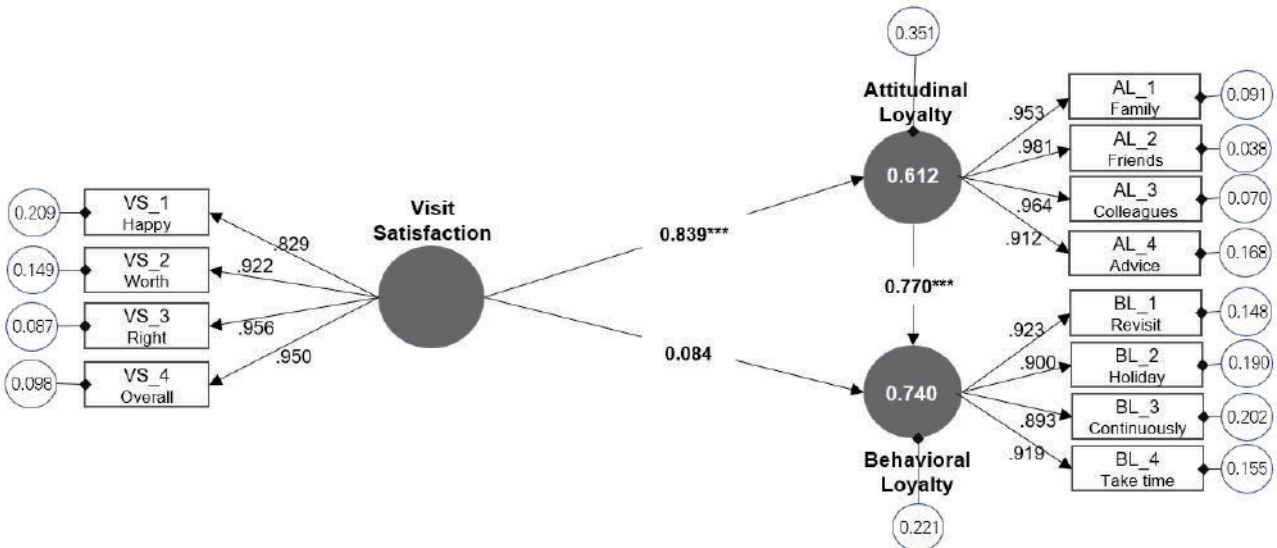 0.351
Attitudinal
Loyalty
0.612
.953
.981
.964
.912
AL_1
Family
0.091
AL_2
Friends
0.038
AL_3
Colleagues
0.070
AL_4
Advice
0.168
0.209
VS_1
Happy
0.149
VS_2
Worth
0.087
VS_3
Right
0.098
VS_4
Overall
.829
.922
.956
.950
Visit
Satisfaction
0.839***
0.770***
0.084
0.740
Behavioral
Loyalty
0.221
.923
.900
.893
.919
BL_1
Revisit
0.148
BL_2
Holiday
0.190
BL_3
Continuously
0.202
BL_4
Take time
0.155